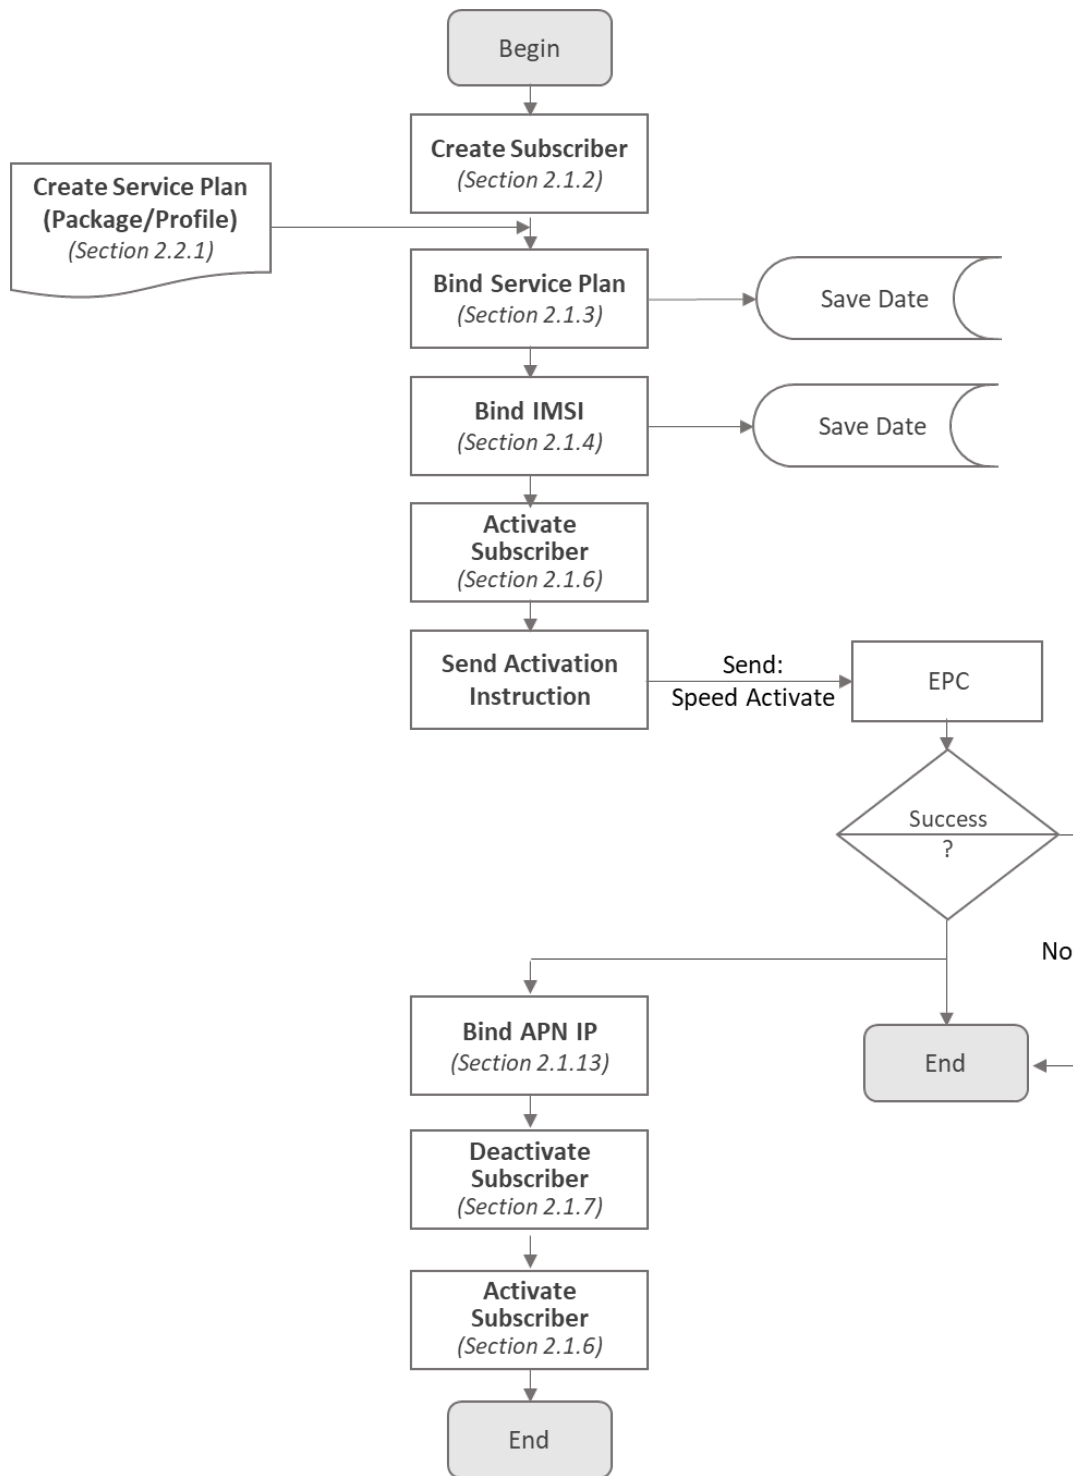 Begin
Create Subscriber
(Section 2.1.2)
Create Service Plan
(Package/Profile)
(Section 2.2.1)
Bind Service Plan
(Section 2.1.3)
Save Date
Bind IMSI
(Section 2.1.4)
Save Date
Activate
Subscriber
(Section 2.1.6)
Send Activation
Instruction
Send:
Speed Activate
EPC
Success
?
No
Bind APN IP
(Section 2.1.13)
End
Deactivate
Subscriber
(Section 2.1.7)
Activate
Subscriber
(Section 2.1.6)
End